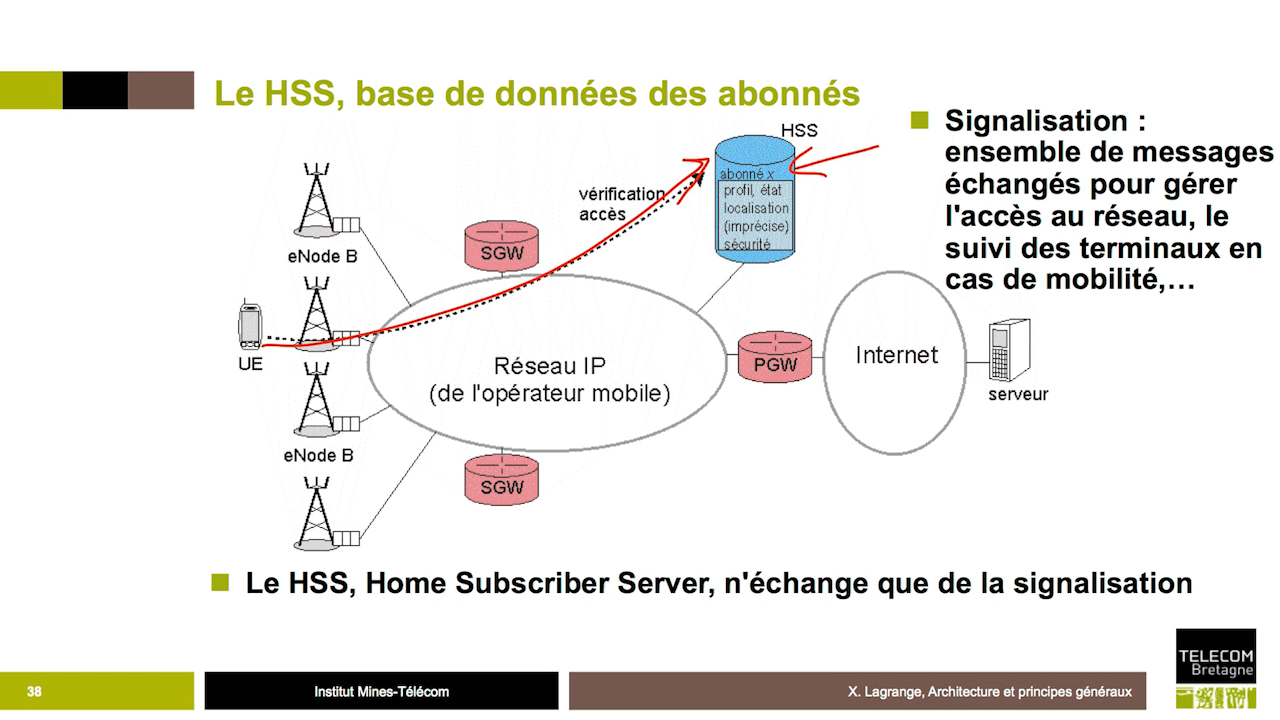 Le HSS, base de données des abonnés
Signalisation :
ensemble de messages
échangés pour gérer
l'accès au réseau, le
suivi des terminaux en
cas de mobilité,…
HSS
abonné x
profil, état
localisation
(imprécise)
sécurité
vérification
accès
SGW
eNode B
UE
Réseau IP
(de l'opérateur mobile)
PGW
Internet
serveur
eNode B
SGW
Le HSS, Home Subscriber Server, n'échange que de la signalisation
TELECOM
Bretagne
38
Institut Mines-Télécom
X. Lagrange, Architecture et principes généraux